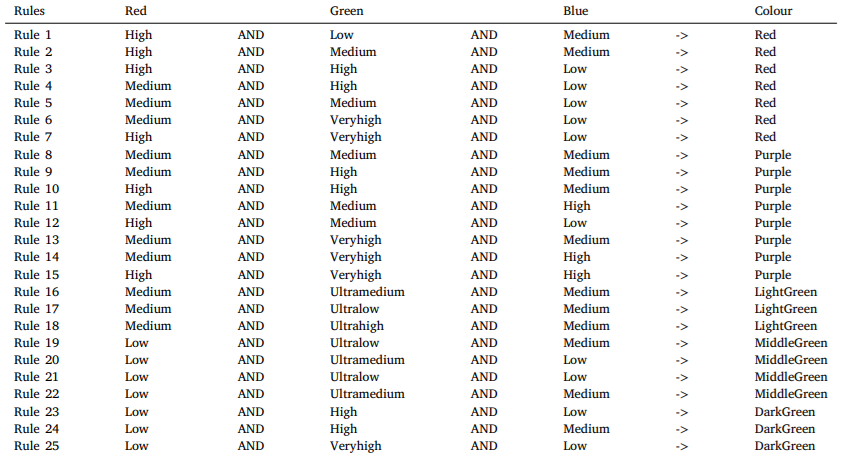 Rules Red Green Blue Colour
Rule 1 High AND Low AND Medium -> Red
Rule 2 High AND Medium AND Medium -> Red
Rule 3 High AND High AND Low -> Red
Rule 4 Medium AND High AND Low -> Red
Rule 5 Medium AND Medium AND Low -> Red
Rule 6 Medium AND Veryhigh AND Low -> Red
Rule 7 High AND Veryhigh AND Low -> Red
Rule 8 Medium AND Medium AND Medium -> Purple
Rule 9 Medium AND High AND Medium -> Purple
Rule 10 High AND High AND Medium -> Purple
Rule 11 Medium AND Medium AND High -> Purple
Rule 12 High AND Medium AND Low -> Purple
Rule 13 Medium AND Veryhigh AND Medium -> Purple
Rule 14 Medium AND Veryhigh AND High -> Purple
Rule 15 High AND Veryhigh AND High -> Purple
Rule 16 Medium AND Ultramedium AND Medium -> LightGreen
Rule 17 Medium AND Ultralow AND Medium -> LightGreen
Rule 18 Medium AND Ultrahigh AND Medium -> LightGreen
Rule 19 Low AND Ultralow AND Medium -> MiddleGreen
Rule 20 Low AND Ultramedium AND Low -> MiddleGreen
Rule 21 Low AND Ultralow AND Low -> MiddleGreen
Rule 22 Low AND Ultramedium AND Medium -> MiddleGreen
Rule 23 Low AND High AND Low -> DarkGreen
Rule 24 Low AND High AND Medium -> DarkGreen
Rule 25 Low AND Veryhigh AND Low -> DarkGreen